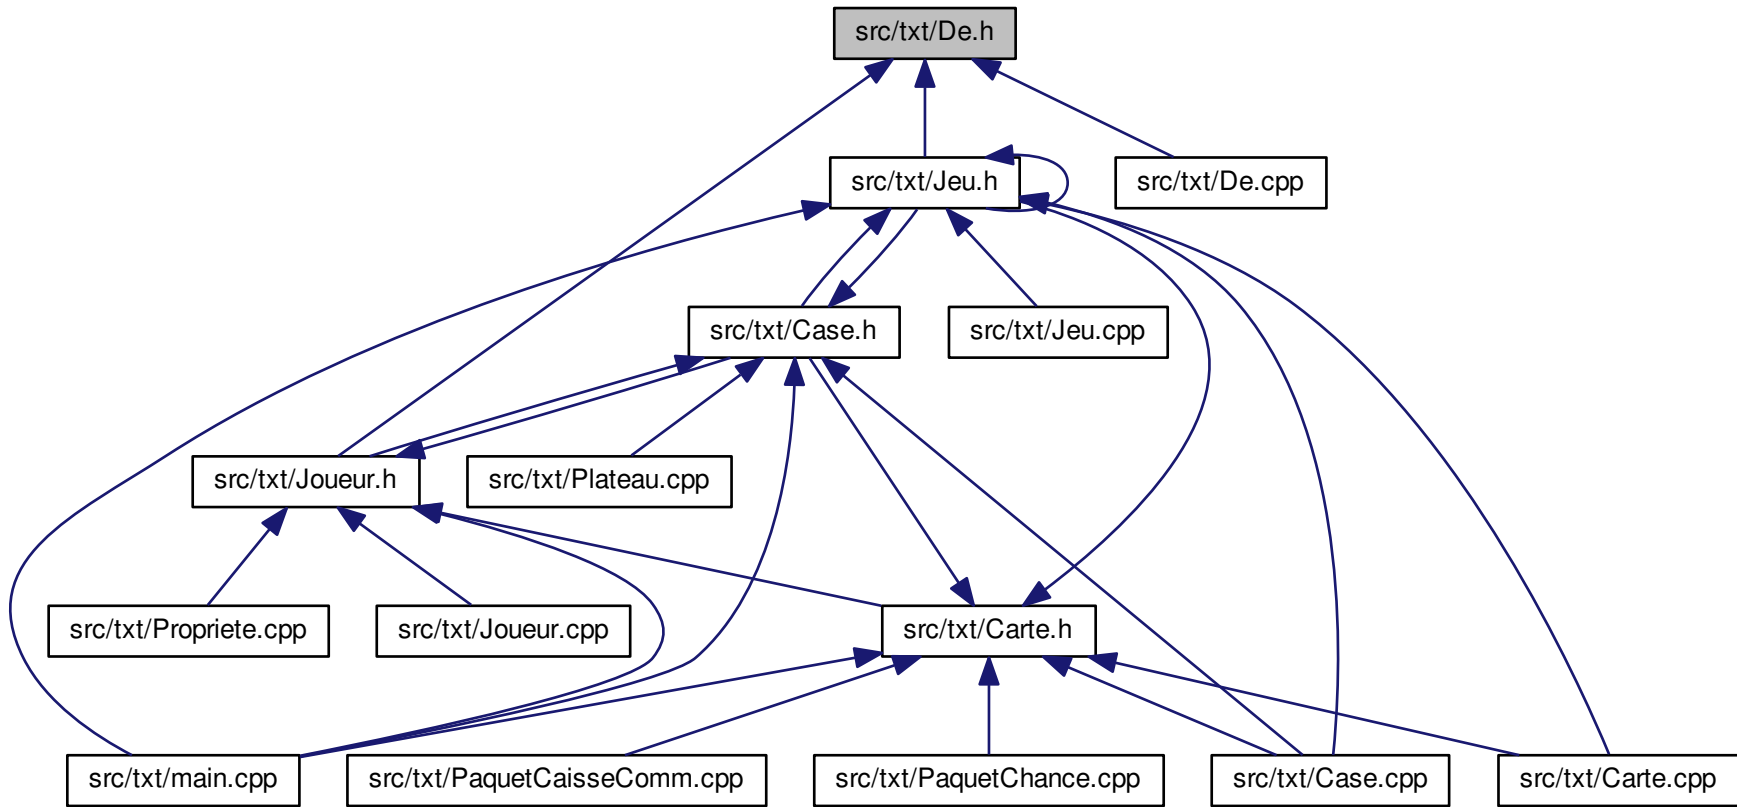 src/txt/De.h
src/txt/Jeu.h
src/txt/De.cpp
src/txt/Case.h
src/txt/Jeu.cpp
src/txt/Joueur.h
src/txt/Plateau.cpp
src/txt/Propriete.cpp
src/txt/Joueur.cpp
src/txt/Carte.h
src/txt/main.cpp
src/txt/PaquetCaisseComm.cpp
src/txt/PaquetChance.cpp
src/txt/Case.cpp
src/txt/Carte.cpp